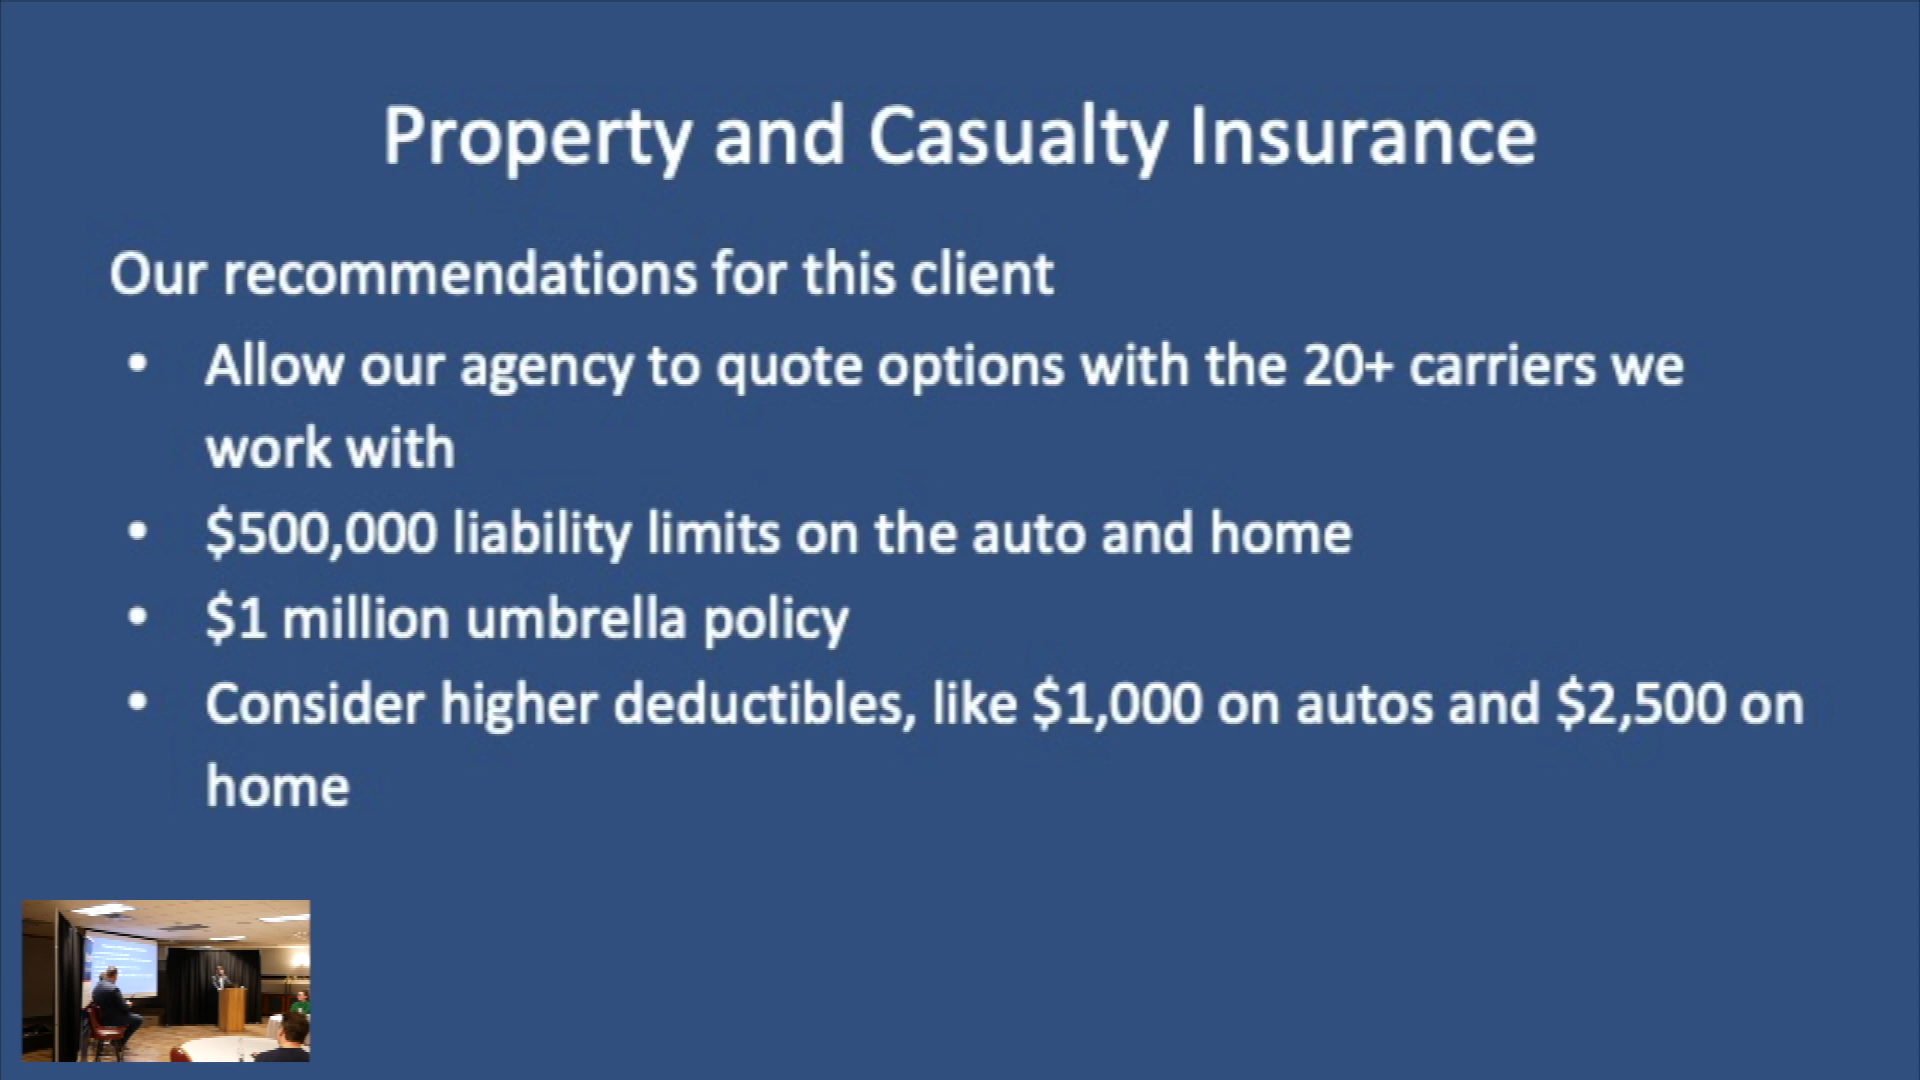 Property and Casualty Insurance
Our recommendations for this client
• Allow our agency to quote options with the 20+ carriers we
work with
• $500,000 liability limits on the auto and home
• $1 million umbrella policy
• Consider higher deductibles, like $1,000 on autos and $2,500 on
home